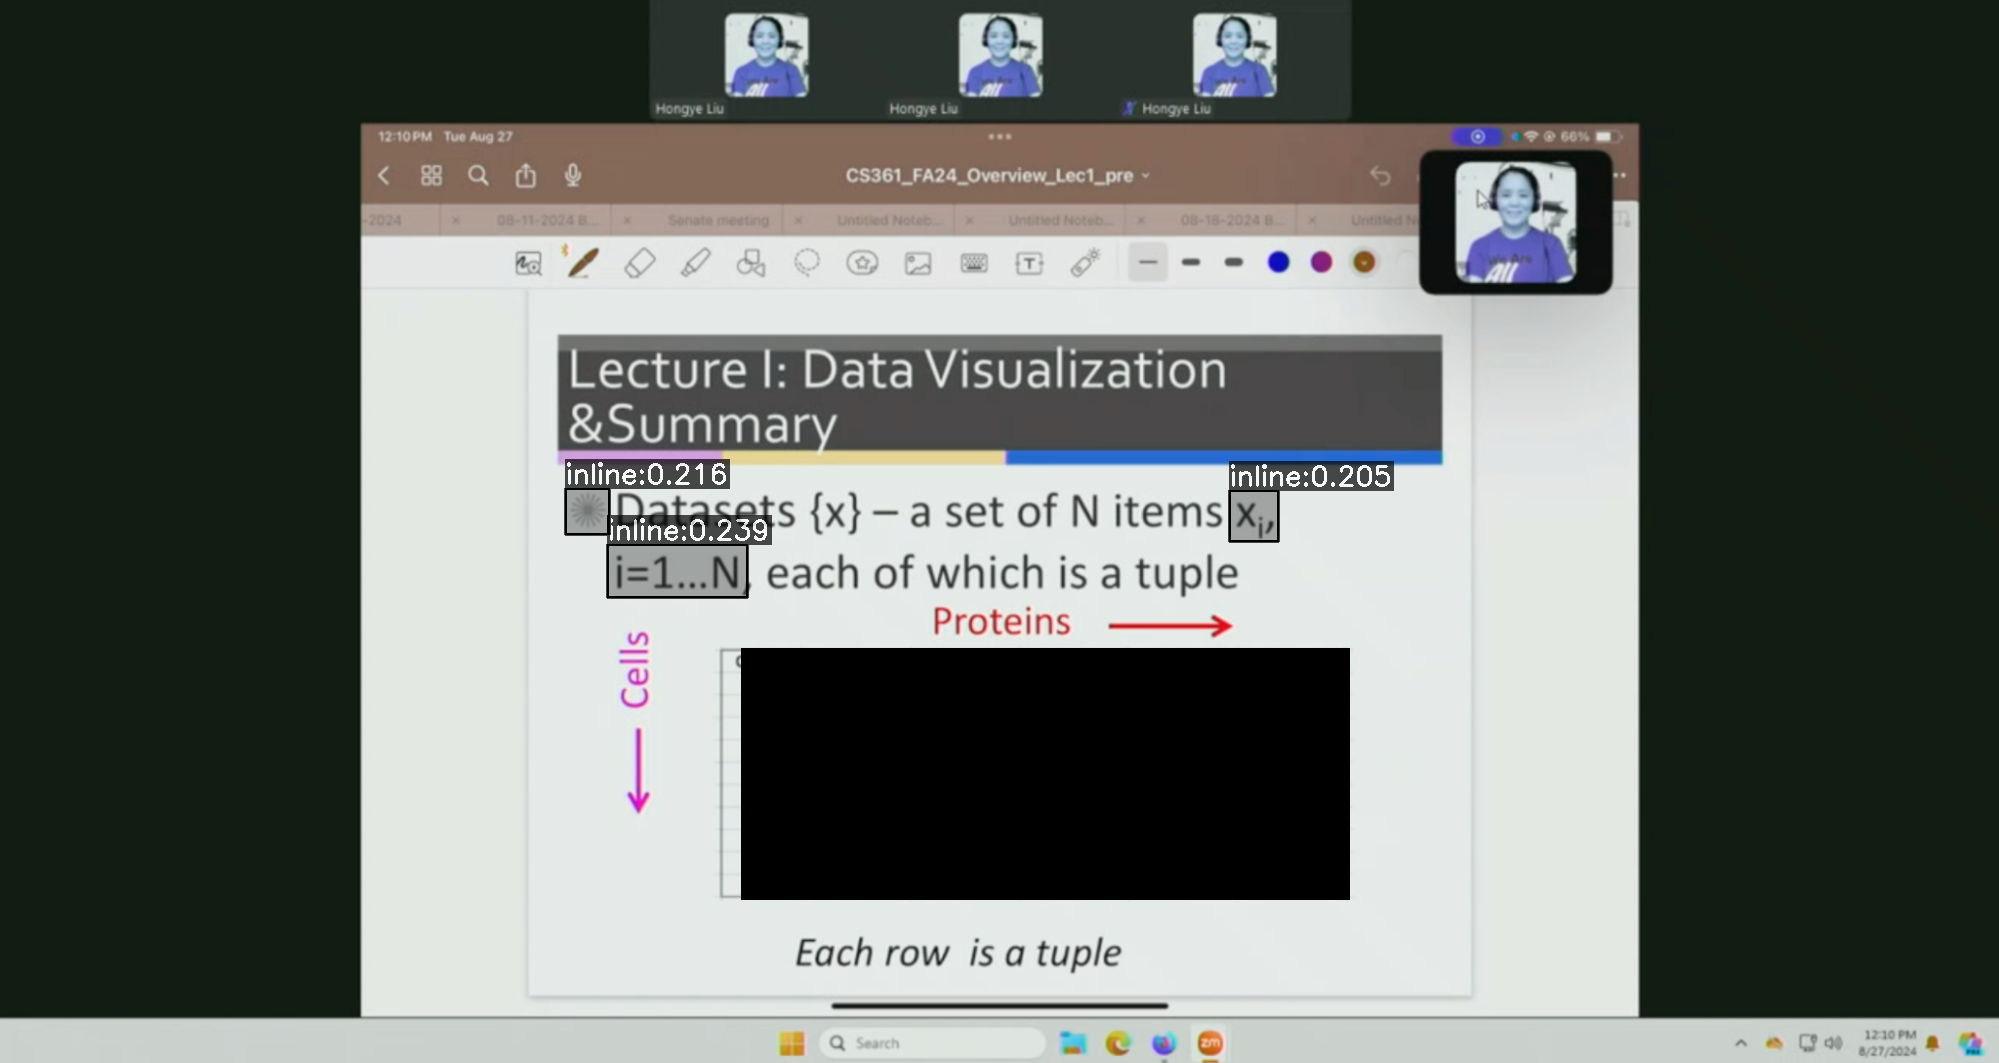 Hongye Liu
Hongye Liu
Hongye Liu
12:10 PM Tue Aug 27
66%
CS361_FA24_Overview_Lec1_pre
-2024
08-11-2024 B...
Senate meeting
Untitled Noteb...
Untitled Noteb...
08-18-2024 B...
Untitled N
Lecture I: Data Visualization
&Summary
inline:0.216
inline:0.205
Datasets {x} – a set of N items xi,
inline:0.239
i=1...N, each of which is a tuple
Proteins
Cells
Each row is a tuple
Search
zm
12:10 PM
8/27/2024